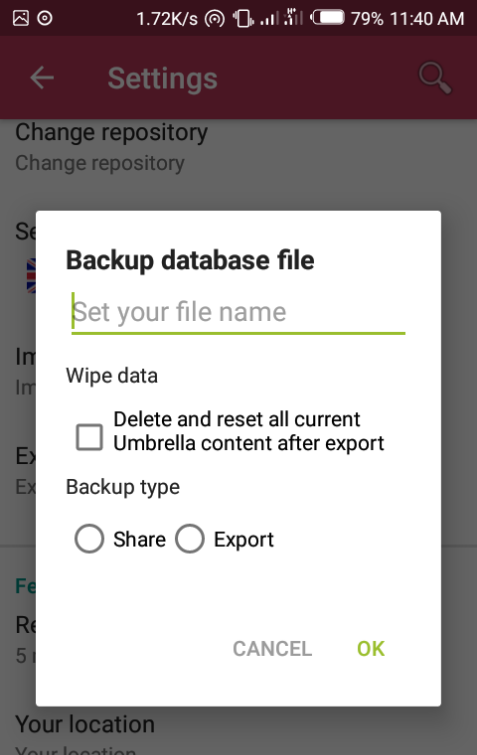 1.72K/s 79% 11:40 AM
Settings
Change repository
Change repository
Se
Backup database file
Set your file name
Im
Im
Wipe data
Delete and reset all current
Umbrella content after export
Ex
Ex
Backup type
Share Export
Fe
Re
5
CANCEL OK
Your location
Your location